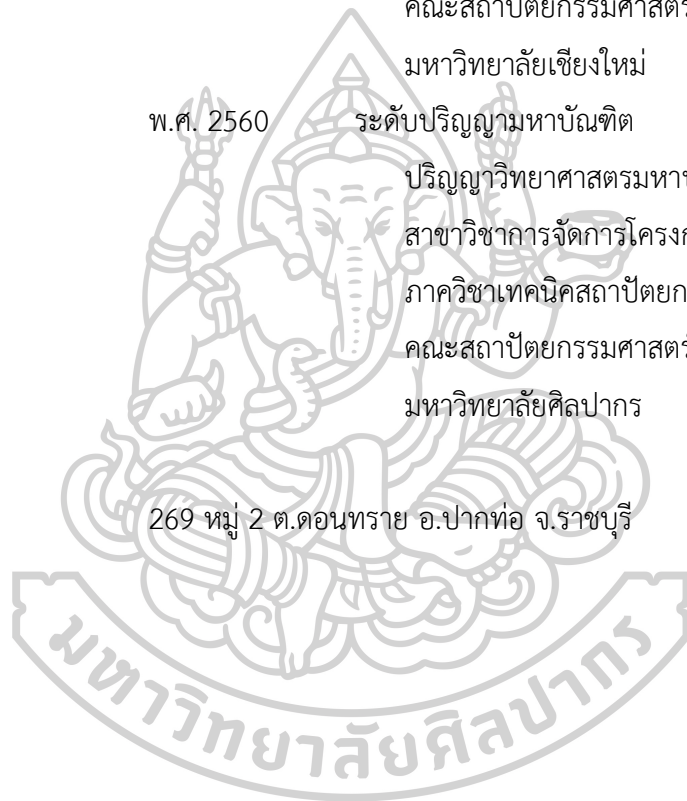 คณะสถาปัตยกรรมศาสตร
มหาวิทยาลัยเชียงใหม่
พ.ศ. 2560 ระดับปริญญามหาบัณฑิต
ปริญญาวิทยาศาสตรมหาบ
สาขาวิชาการจัดการโครงก
ภาควิชาเทคนิคสถาปัตยก
คณะสถาปัตยกรรมศาสตร
มหาวิทยาลัยศิลปากร
269 หมู่ 2 ต.ดอนทราย อ.ปากท่อ จ.ราชบุรี
มหาวิทยาลัยศิลปากร